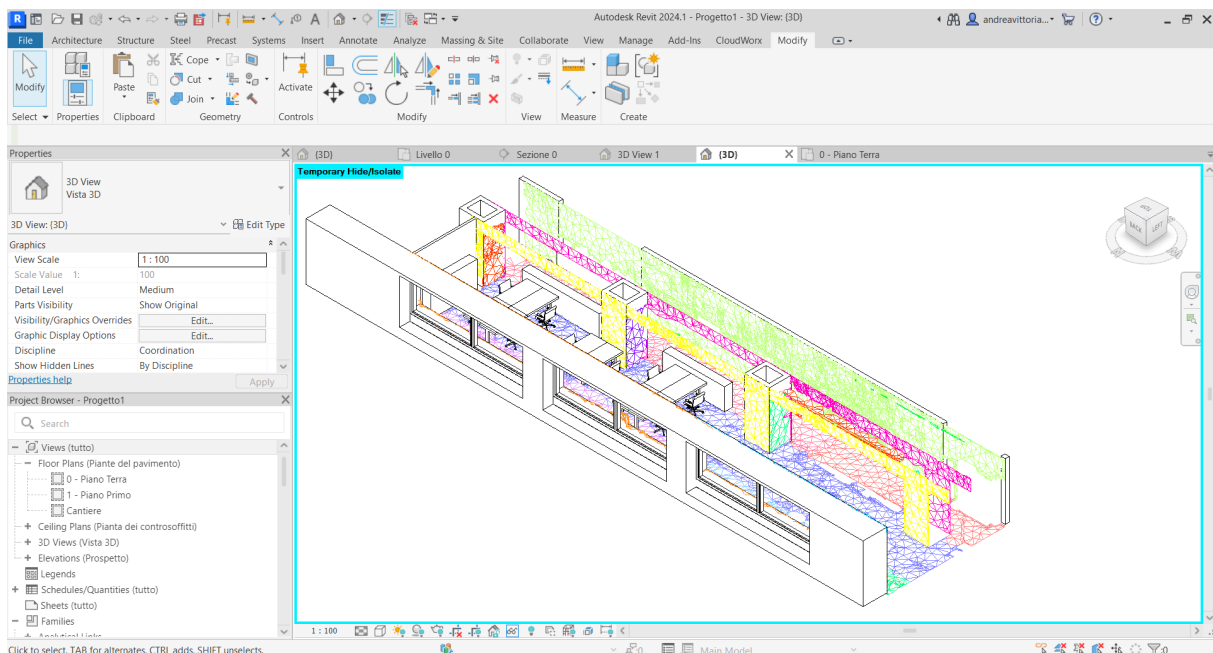 Autodesk Revit 2024.1 - Progetto1 - 3D View: {3D}
andreavittoria...
File Architecture Structure Steel Precast Systems Insert Annotate Analyze Massing & Site Collaborate View Manage Add-Ins CloudWorx Modify
Modify Paste Cope Cut Join Activate
Select Properties Clipboard Geometry Controls Modify View Measure Create
Properties
{3D} Livello 0 Sezione 0 3D View 1 {3D} 0 - Piano Terra
3D View
Vista 3D
3D View: {3D} Edit Type
Graphics
View Scale 1 : 100
Scale Value 1: 100
Detail Level Medium
Parts Visibility Show Original
Visibility/Graphics Overrides Edit...
Graphic Display Options Edit...
Discipline Coordination
Show Hidden Lines By Discipline
Properties help Apply
Project Browser - Progetto1
Search
Views (tutto)
Floor Plans (Piante del pavimento)
0 - Piano Terra
1 - Piano Primo
Cantiere
Ceiling Plans (Pianta dei controsoffitti)
3D Views (Vista 3D)
Elevations (Prospetto)
Legends
Schedules/Quantities (tutto)
Sheets (tutto)
Families
Analytical Links
Temporary Hide/Isolate
BACK LEFT
1 : 100
Click to select, TAB for alternates, CTRL adds, SHIFT unselects. :0 Main Model :0